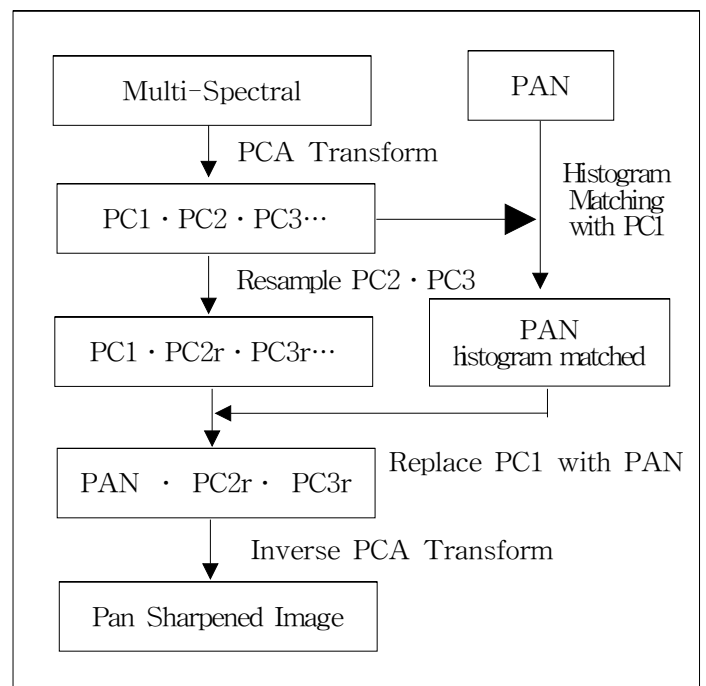 Multi-Spectral
PAN
PCA Transform
Histogram
Matching
with PC1
PC1・PC2・PC3…
Resample PC2・PC3
PC1・PC2r・PC3r…
PAN
histogram matched
Replace PC1 with PAN
PAN ・ PC2r・ PC3r
Inverse PCA Transform
Pan Sharpened Image